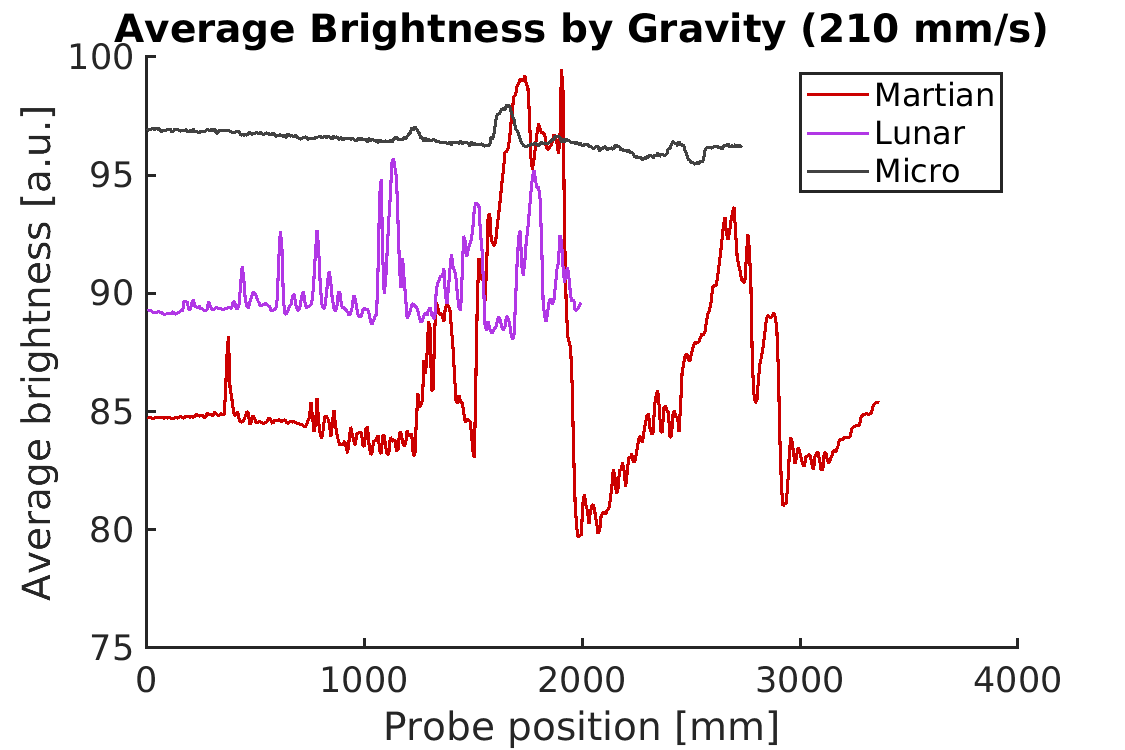 Average Brightness by Gravity (210 mm/s)
100
95
90
85
80
75
Average brightness [a.u.]
Martian
Lunar
Micro
0 1000 2000 3000 4000
Probe position [mm]